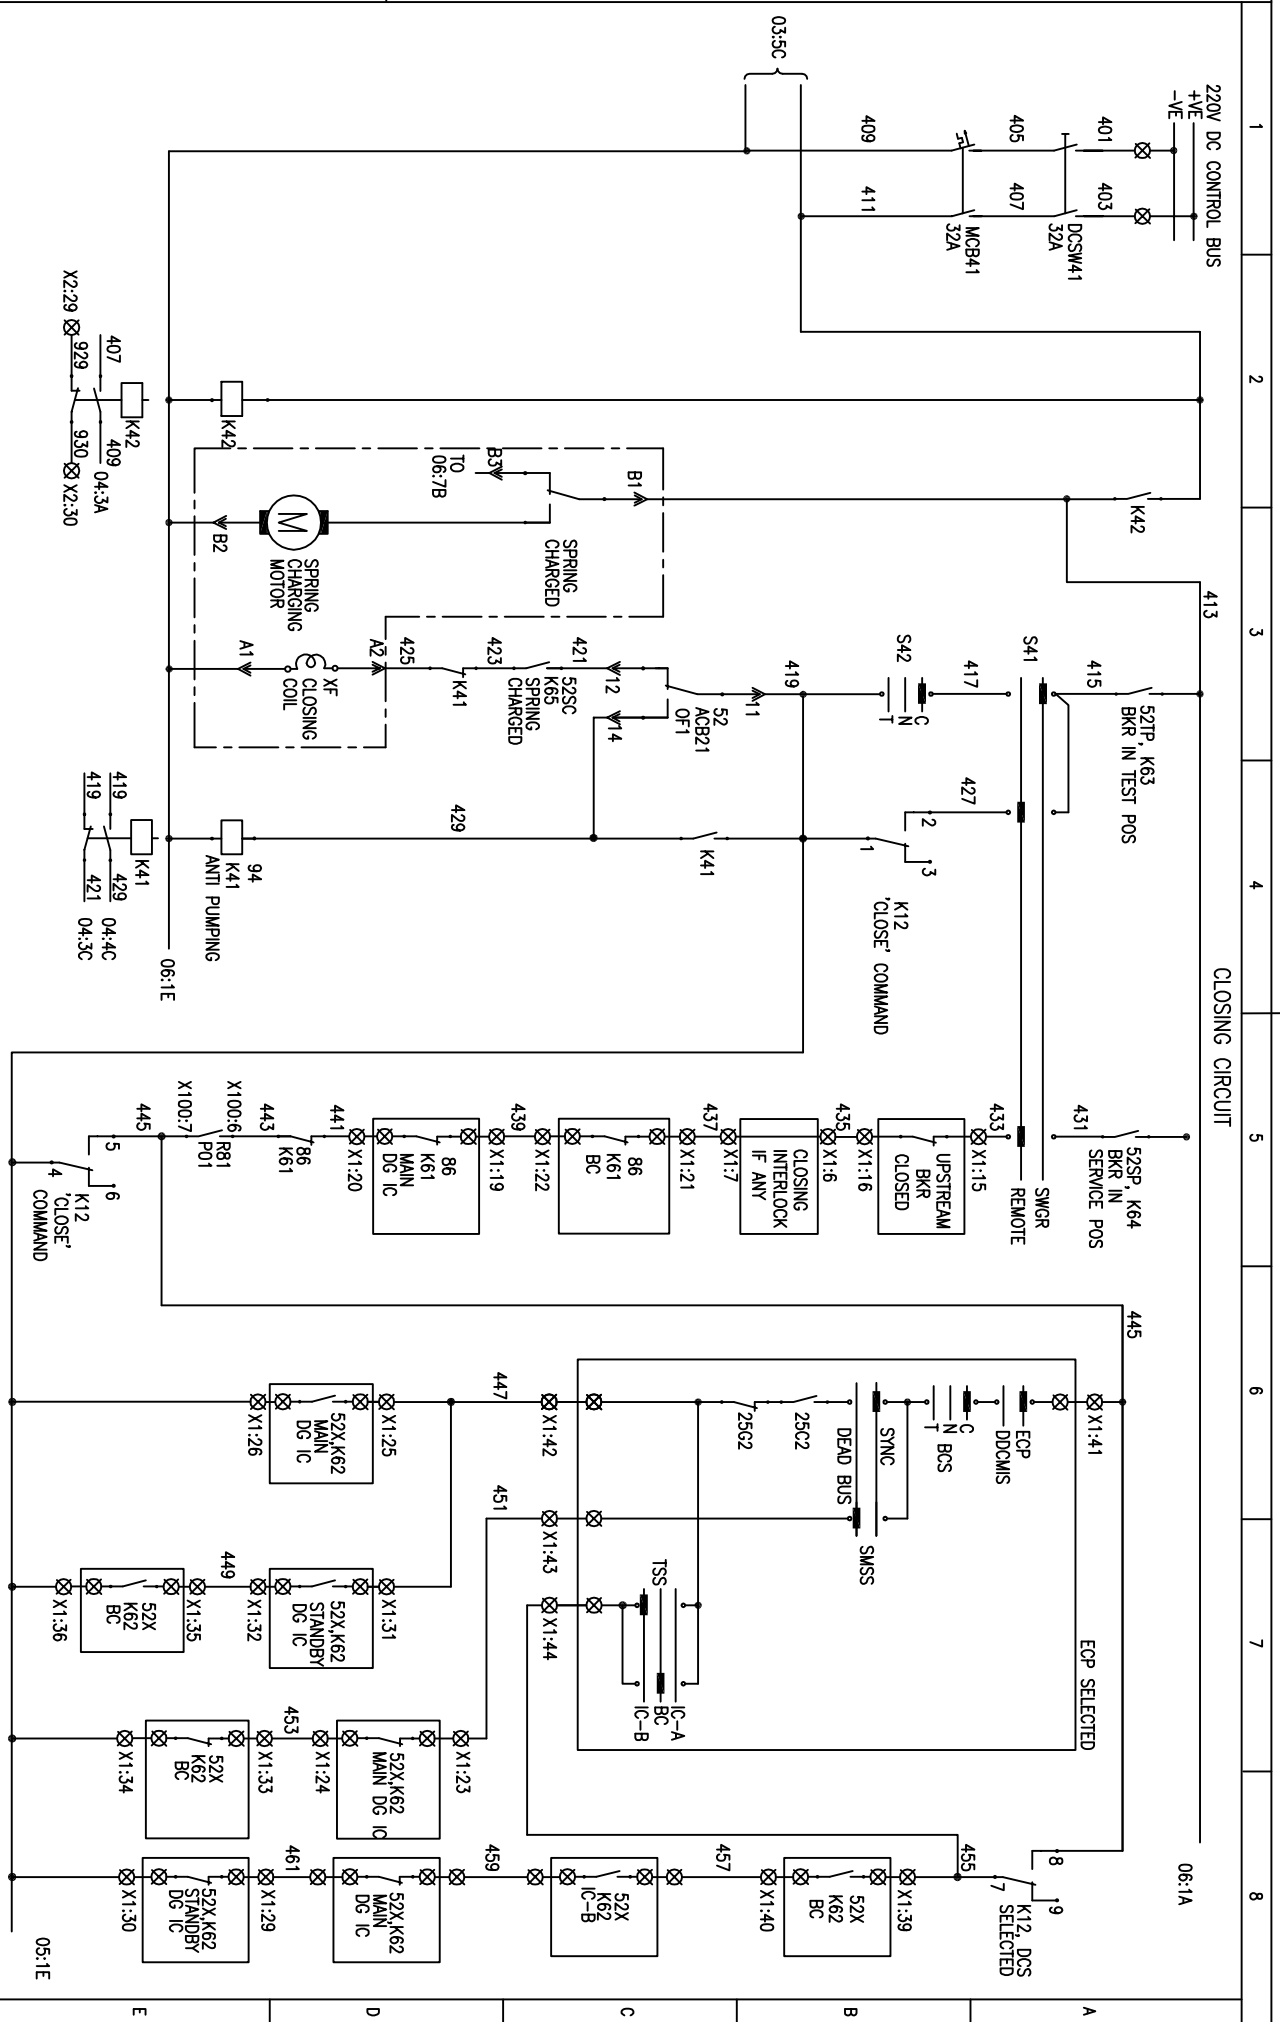 1
2
3
4
5
6
7
8
A
B
C
D
E
CLOSING CIRCUIT
220V DC CONTROL BUS
+VE
-VE
401
403
DCSW41
32A
405
407
MCB41
32A
409
411
03:5C
K42
K42
413
B1
B3
TO
06:7B
SPRING
CHARGED
B2
SPRING
CHARGING
MOTOR
K42
407
409
04:3A
X2:29
929
930
X2:30
415
52TP, K63
BKR IN TEST POS
S41
417
S42
C
N
T
419
11
52
ACB21
OF1
12
14
421
52SC
K65
SPRING
CHARGED
423
K41
425
A2
XF
CLOSING
COIL
A1
427
2
3
1
K12
'CLOSE' COMMAND
K41
429
94
K41
ANTI PUMPING
K41
419
429
04:4C
419
421
04:3C
06:1E
52SP, K64
BKR IN
SERVICE POS
431
SWGR
REMOTE
433
X1:15
UPSTREAM
BKR
CLOSED
X1:16
435
X1:6
CLOSING
INTERLOCK
IF ANY
X1:7
437
X1:21
86
K61
BC
X1:22
439
X1:19
86
K61
MAIN
DG IC
X1:20
441
86
K61
443
X100:6
R81
P01
X100:7
445
5
6
4
K12
'CLOSE'
COMMAND
445
X1:41
ECP
DDCMIS
C
N BCS
T
SYNC
DEAD BUS
SMSS
25C2
25G2
X1:42
447
X1:25
52X,K62
MAIN
DG IC
X1:26
X1:43
451
X1:31
52X,K62
STANDBY
DG IC
X1:32
449
X1:35
52X
K62
BC
X1:36
TSS
IC-A
BC
IC-B
X1:44
ECP SELECTED
X1:23
52X,K62
MAIN DG IC
X1:24
453
X1:33
52X
K62
BC
X1:34
8
9
7
K12, DCS
SELECTED
455
X1:39
52X
K62
BC
X1:40
457
52X
K62
IC-B
459
52X,K62
MAIN
DG IC
461
X1:29
52X,K62
STANDBY
DG IC
X1:30
06:1A
05:1E